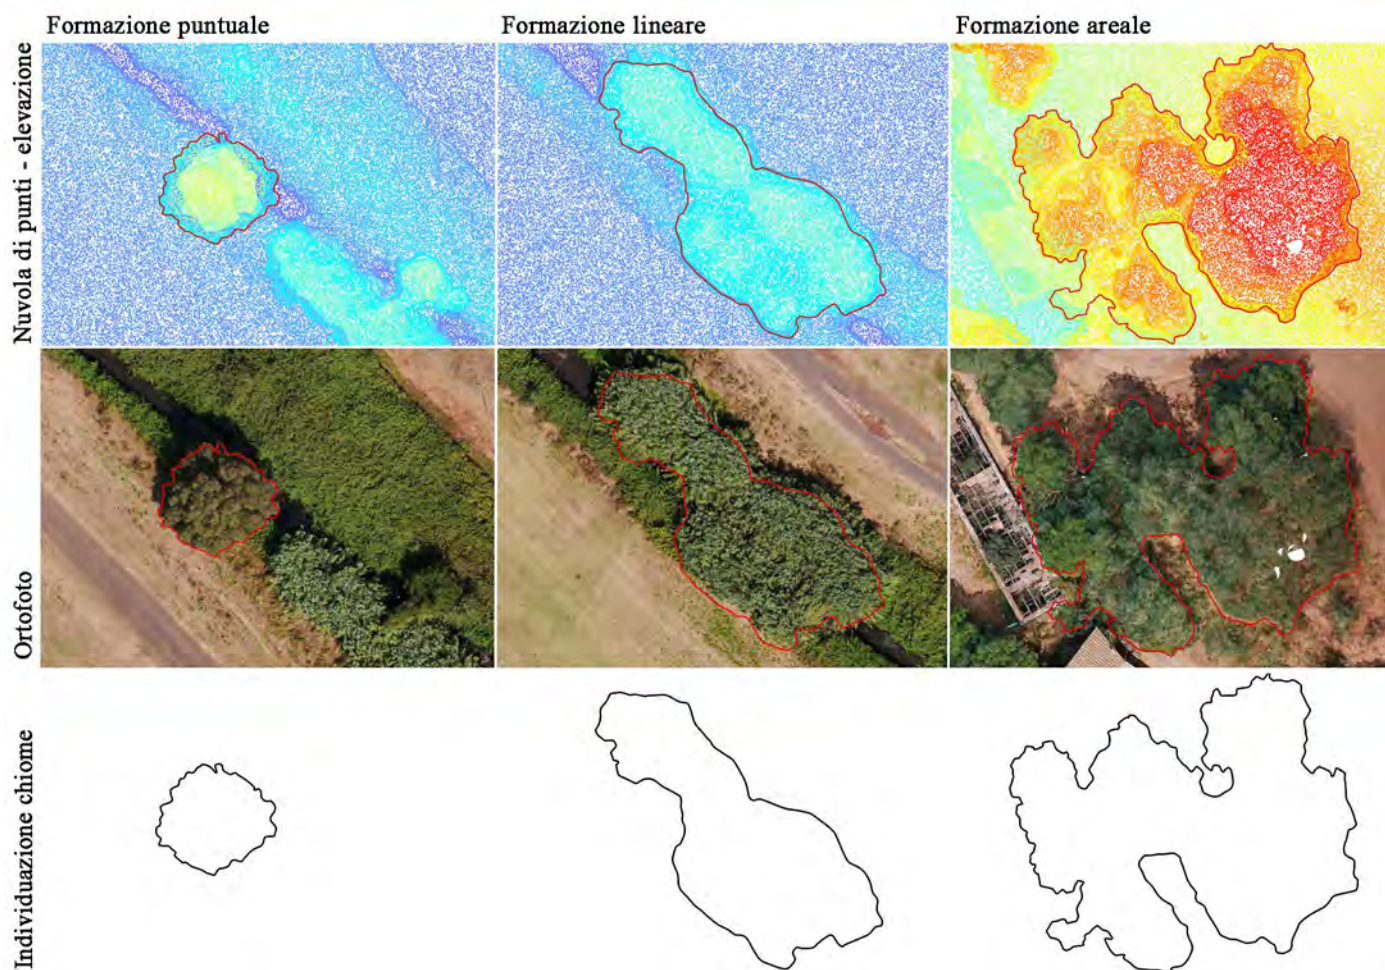 Formazione puntuale
Formazione lineare
Formazione areale
Nuvola di punti - elevazione
Ortofoto
Individuazione chiome